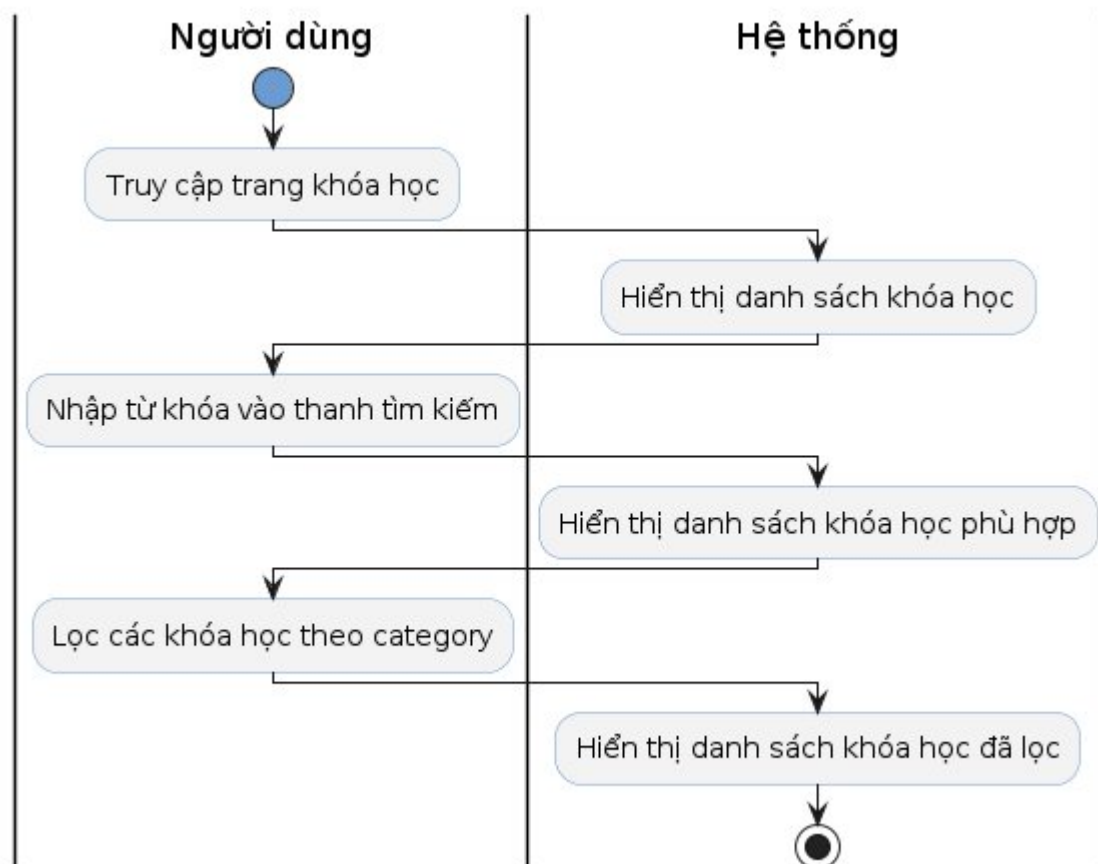 Người dùng
Hệ thống
Truy cập trang khóa học
Hiển thị danh sách khóa học
Nhập từ khóa vào thanh tìm kiếm
Hiển thị danh sách khóa học phù hợp
Lọc các khóa học theo category
Hiển thị danh sách khóa học đã lọc